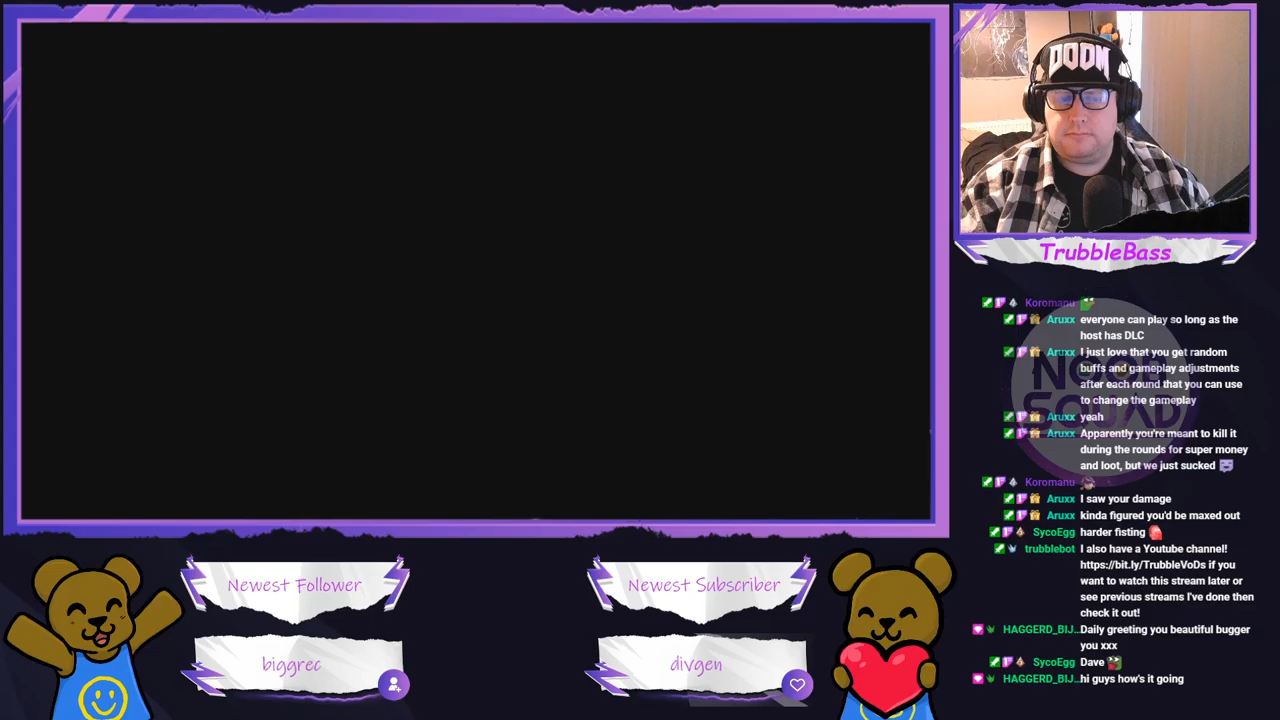 DOOM
TrubbleBass
Koromanu
Aruxx everyone can play so long as the
host has DLC
Aruxx I just love that you get random
buffs and gameplay adjustments
after each round that you can use
to change the gameplay
Aruxx yeah
Aruxx Apparently you're meant to kill it
during the rounds for super money
and loot, but we just sucked
Koromanu
Aruxx I saw your damage
Aruxx kinda figured you'd be maxed out
SycoEgg harder fisting
trubblebot I also have a Youtube channel!
https://bit.ly/TrubbleVoDs if you
want to watch this stream later or
see previous streams I've done then
check it out!
HAGGERD_BIJ... Daily greeting you beautiful bugger
you xxx
SycoEgg Dave
HAGGERD_BIJ... hi guys how's it going
NOOB
SQUAD
Newest Follower
biggrec
Newest Subscriber
divgen